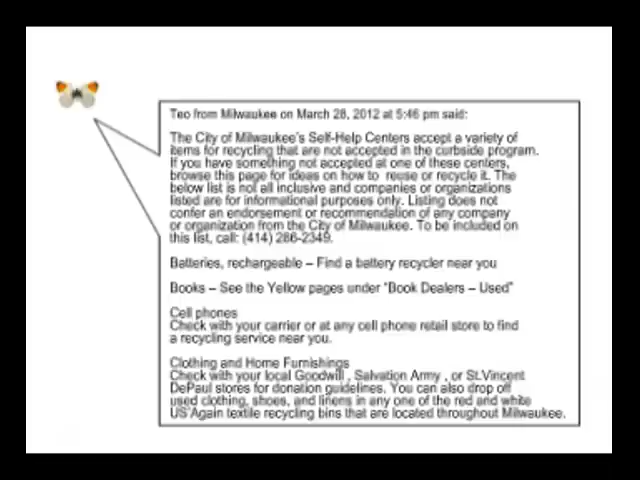 Teo from Milwaukee on March 28, 2012 at 5:46 pm said:
The City of Milwaukee's Self-Help Centers accept a variety of
items for recycling that are not accepted in the curbside program.
If you have something not accepted at one of these centers,
browse this page for ideas on how to reuse or recycle it. The
below list is not all inclusive and companies or organizations
listed are for informational purposes only. Listing does not
confer an endorsement or recommendation of any company
or organization from the City of Milwaukee. To be included on
this list, call: (414) 286-2349.
Batteries, rechargeable – Find a battery recycler near you
Books – See the Yellow pages under "Book Dealers – Used"
Cell phones
Check with your carrier or at any cell phone retail store to find
a recycling service near you.
Clothing and Home Furnishings
Check with your local Goodwill , Salvation Army , or St.Vincent
DePaul stores for donation guidelines. You can also drop off
used clothing, shoes, and linens in any one of the red and white
US'Again textile recycling bins that are located throughout Milwaukee.